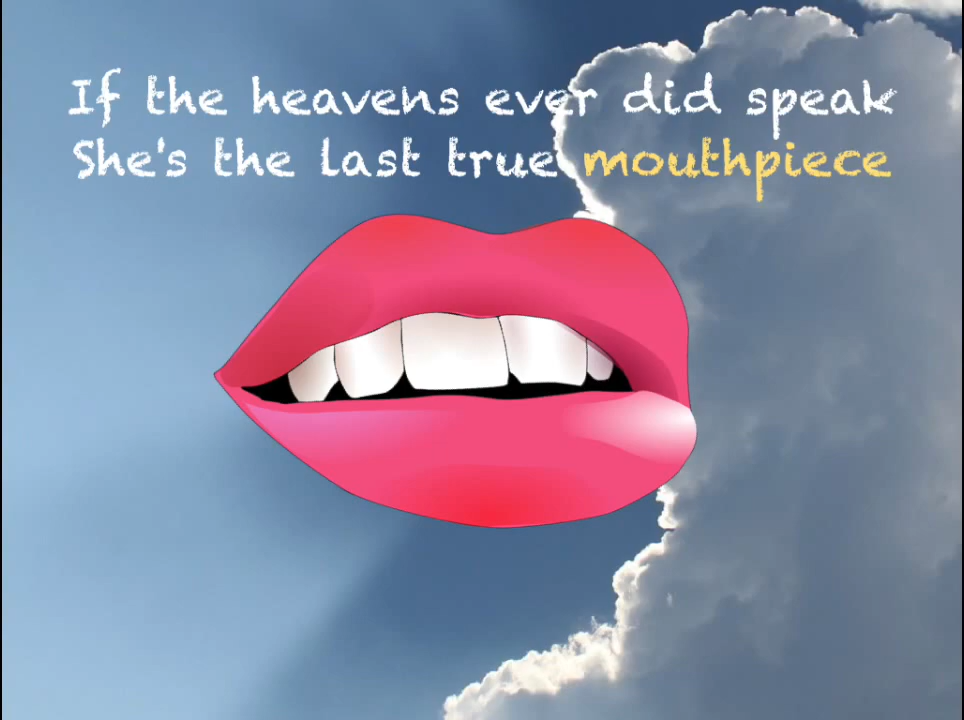 If the heavens ever did speak
She's the last true mouthpiece